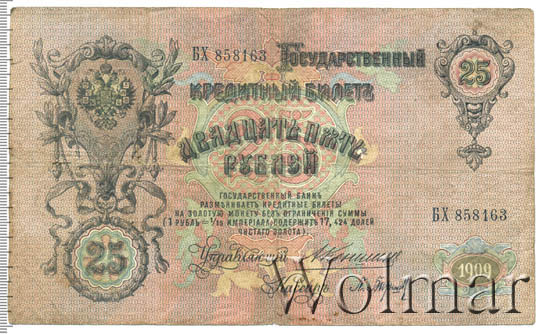 БХ 858163 Государственный
25
Кредитный Билетъ
Двадцать пять
Рублей
Государственный Банкъ
размѣниваетъ кредитные билеты
на золотую монету безъ ограниченія суммы
(1 рубль = 1/15 имперіала, содержитъ 17,424 долей
чистаго золота).
БХ 858163
25
Управляющій
Кассиръ
1909
Wolmar